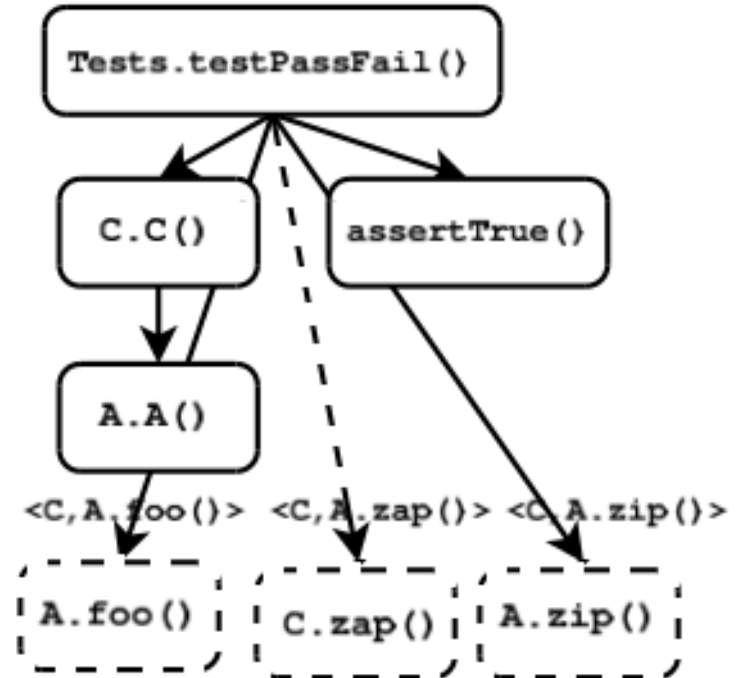 Tests.testPassFail()
C.C()
assertTrue()
A.A()
<C,A.foo()> <C,A.zap()> <C,A.zip()>
A.foo()
C.zap()
A.zip()